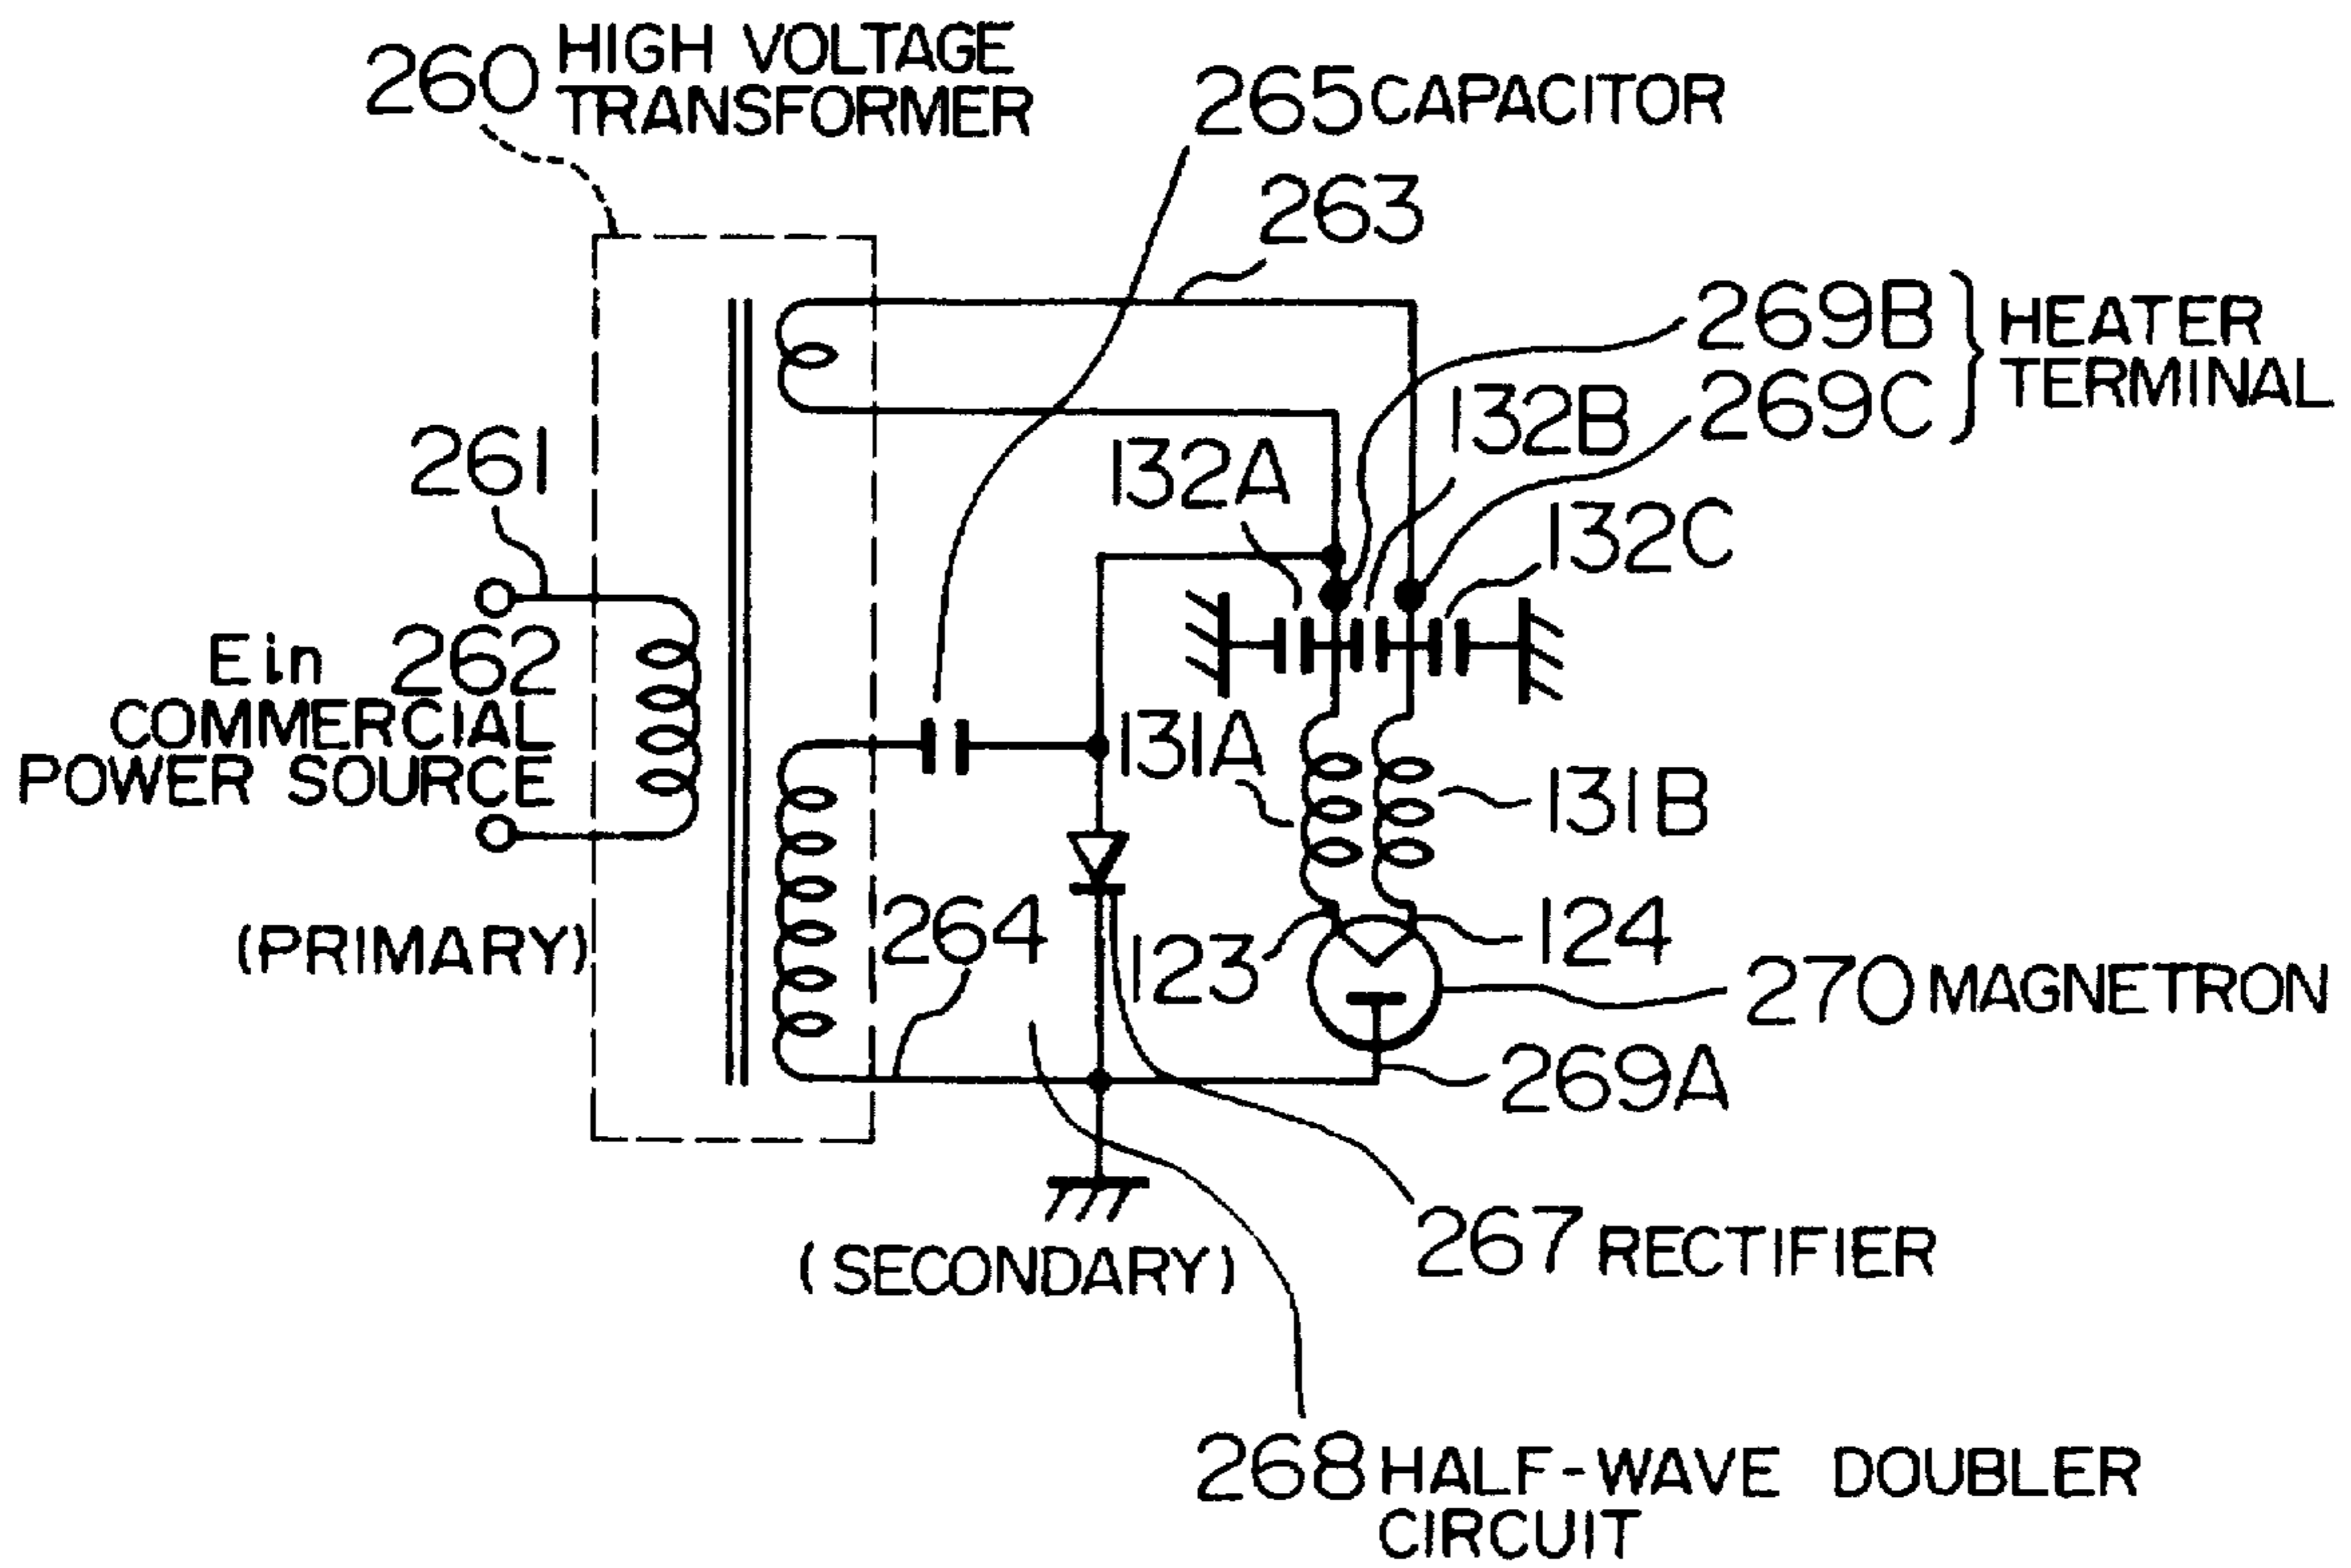 260 HIGH VOLTAGE
TRANSFORMER
265 CAPACITOR
263
269B
269C
HEATER
TERMINAL
132B
132A
132C
261
Ein 262
COMMERCIAL
POWER SOURCE
131A
131B
(PRIMARY)
264
123
124
270 MAGNETRON
269A
267 RECTIFIER
(SECONDARY)
268 HALF-WAVE DOUBLER
CIRCUIT